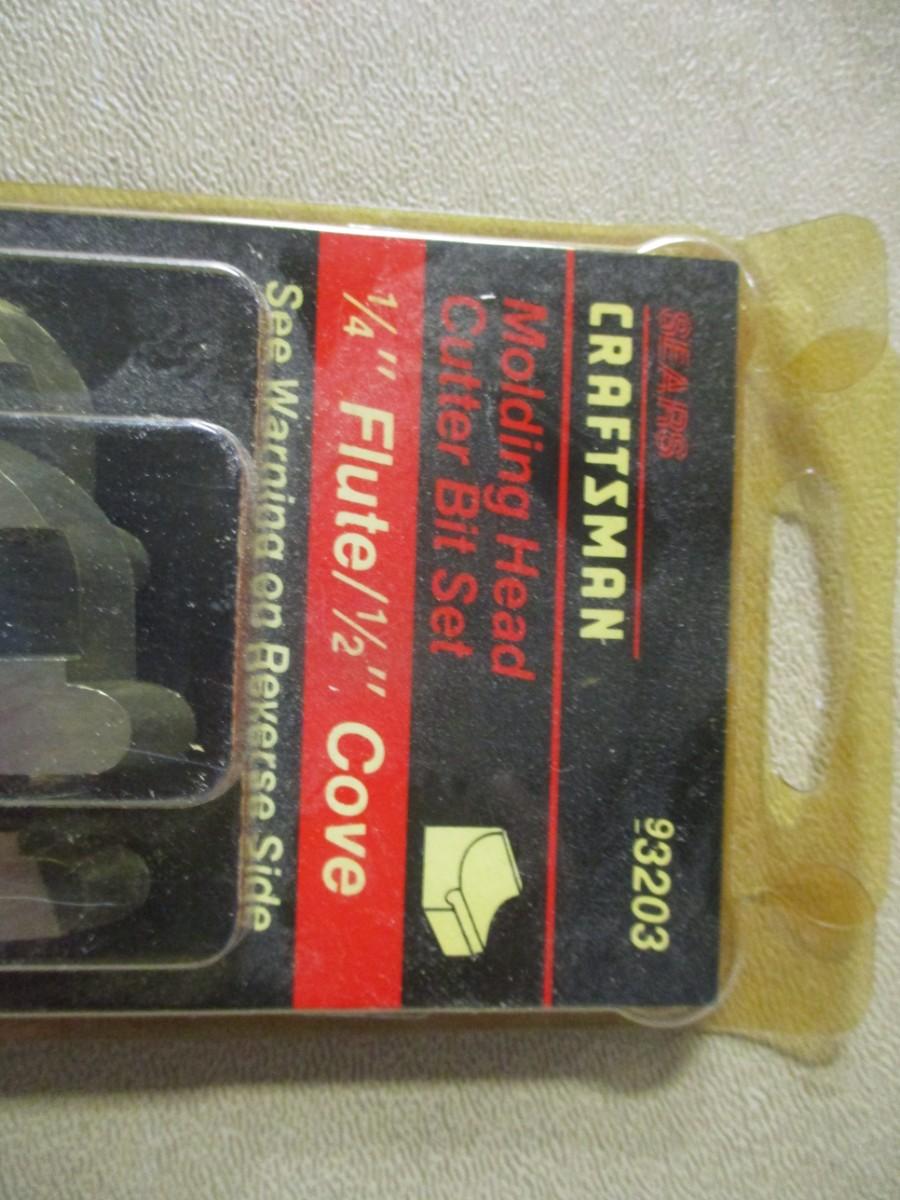 SEARS
CRAFTSMAN
93203
Molding Head
Cutter Bit Set
1/4" Flute/1/2" Cove
See Warning on Reverse Side